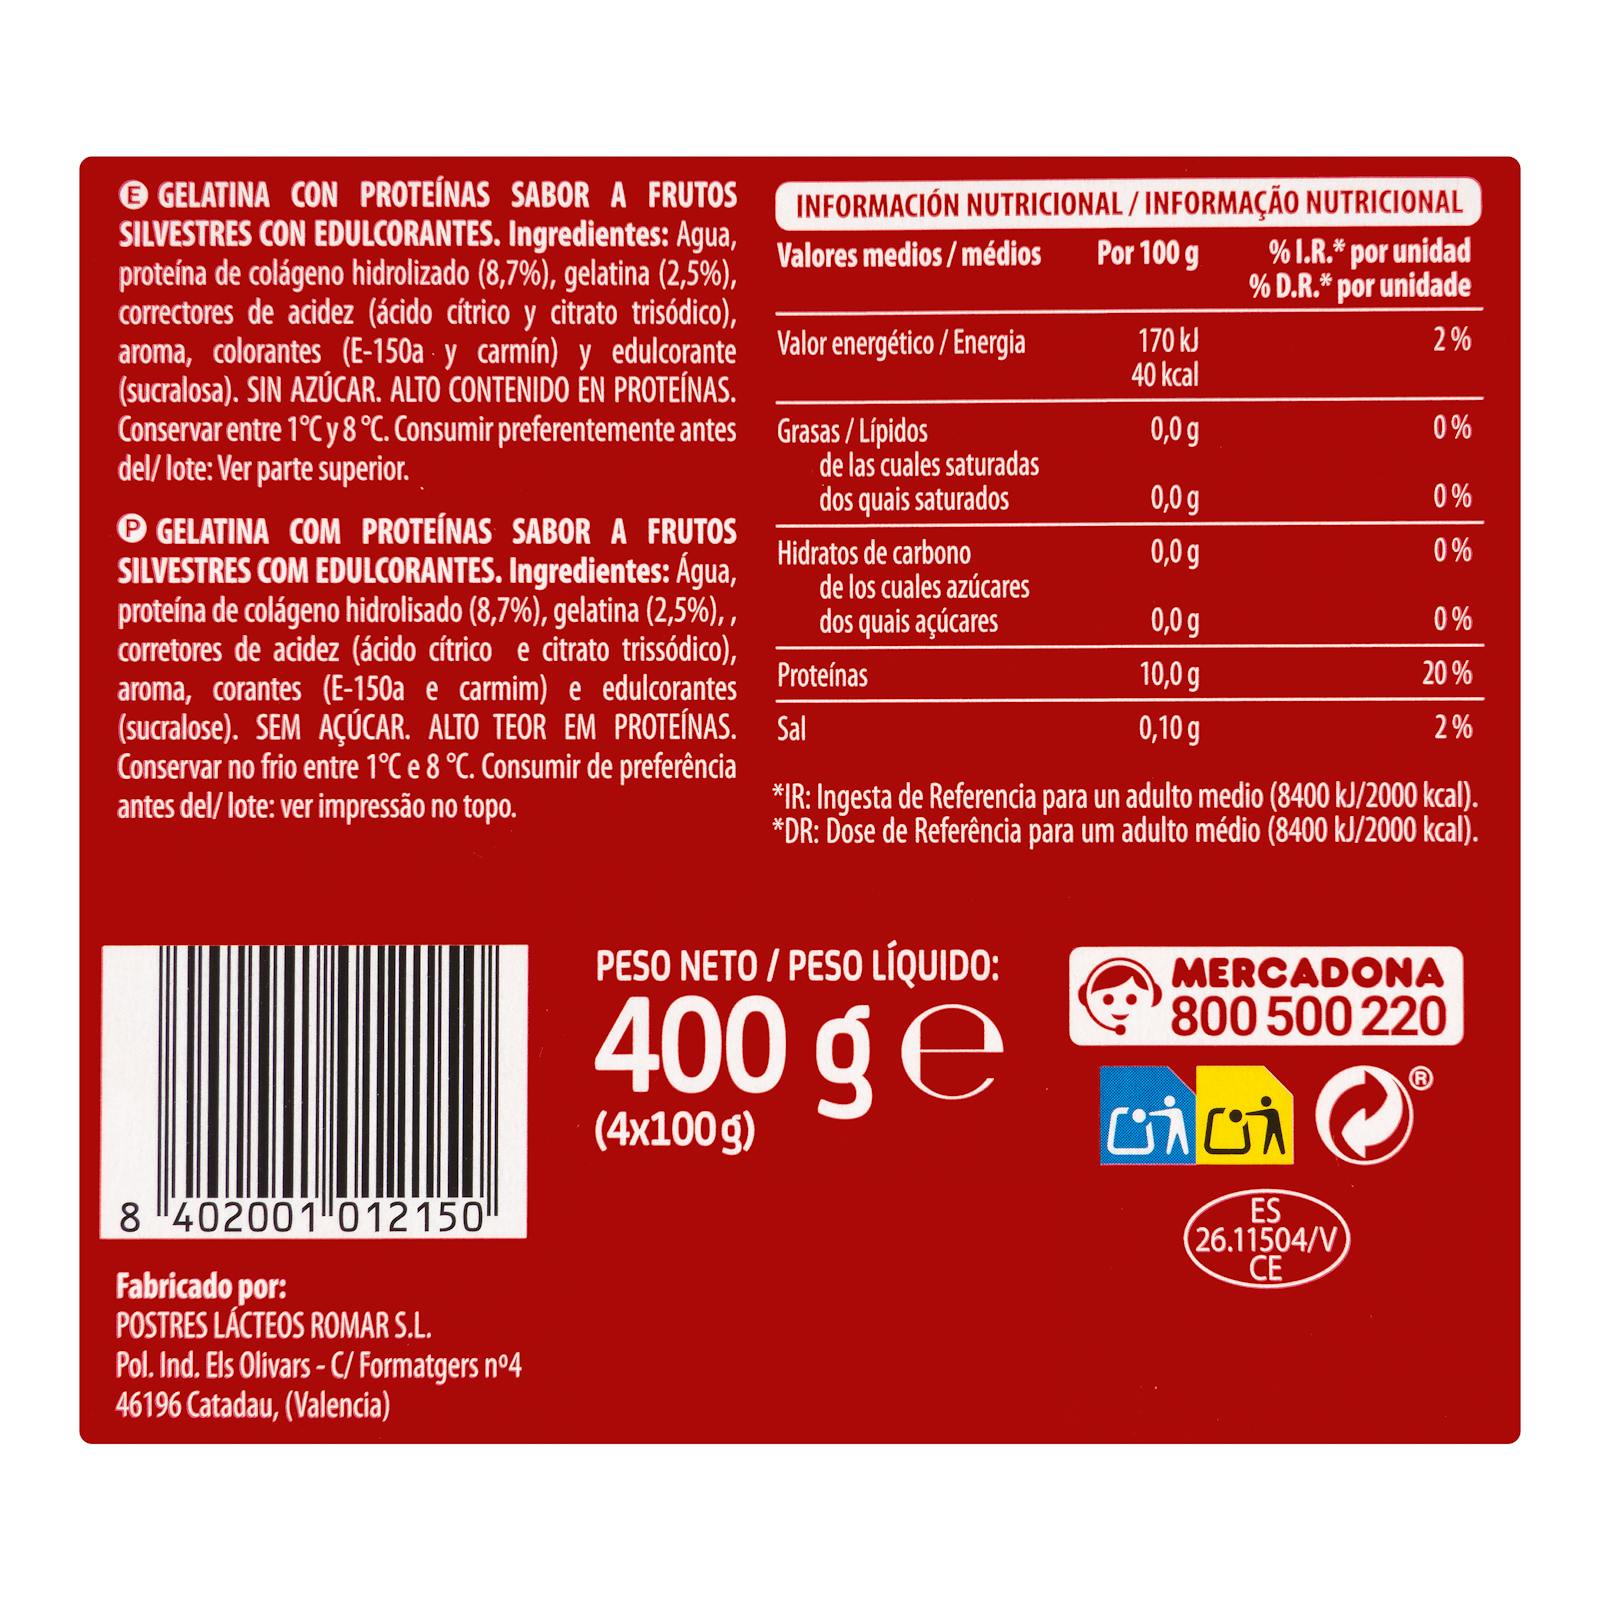 E GELATINA CON PROTEÍNAS SABOR A FRUTOS
SILVESTRES CON EDULCORANTES. Ingredientes: Agua,
proteína de colágeno hidrolizado (8,7%), gelatina (2,5%),
correctores de acidez (ácido cítrico y citrato trisódico),
aroma, colorantes (E-150a y carmín) y edulcorante
(sucralosa). SIN AZÚCAR. ALTO CONTENIDO EN PROTEÍNAS.
Conservar entre 1°C y 8 °C. Consumir preferentemente antes
del/ lote: Ver parte superior.
P GELATINA COM PROTEÍNAS SABOR A FRUTOS
SILVESTRES COM EDULCORANTES. Ingredientes: Água,
proteína de colágeno hidrolisado (8,7%), gelatina (2,5%), ,
corretores de acidez (ácido cítrico e citrato trissódico),
aroma, corantes (E-150a e carmim) e edulcorantes
(sucralose). SEM AÇÚCAR. ALTO TEOR EM PROTEÍNAS.
Conservar no frio entre 1°C e 8 °C. Consumir de preferência
antes del/ lote: ver impressão no topo.
INFORMACIÓN NUTRICIONAL / INFORMAÇÃO NUTRICIONAL
Valores medios / médios Por 100 g % I.R.* por unidad
% D.R.* por unidade
Valor energético / Energia 170 kJ 2 %
40 kcal
Grasas / Lípidos 0,0 g 0 %
de las cuales saturadas
dos quais saturados 0,0 g 0 %
Hidratos de carbono 0,0 g 0 %
de los cuales azúcares
dos quais açúcares 0,0 g 0 %
Proteínas 10,0 g 20 %
Sal 0,10 g 2 %
*IR: Ingesta de Referencia para un adulto medio (8400 kJ/2000 kcal).
*DR: Dose de Referência para um adulto médio (8400 kJ/2000 kcal).
8 402001 012150
PESO NETO / PESO LÍQUIDO:
400 g e
(4x100 g)
MERCADONA
800 500 220
®
ES
26.11504/V
CE
Fabricado por:
POSTRES LÁCTEOS ROMAR S.L.
Pol. Ind. Els Olivars - C/ Formatgers nº4
46196 Catadau, (Valencia)